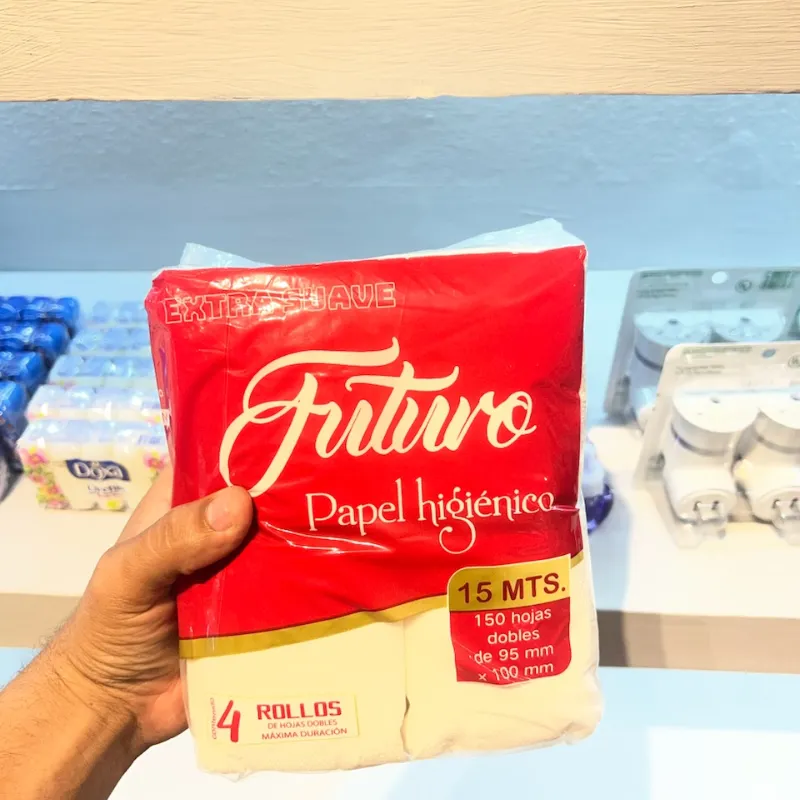 EXTRA SUAVE
Futuro
Papel higiénico
15 MTS.
150 hojas
dobles
de 95 mm
x 100 mm
4 ROLLOS
DE HOJAS DOBLES
MÁXIMA DURACIÓN
Doxa